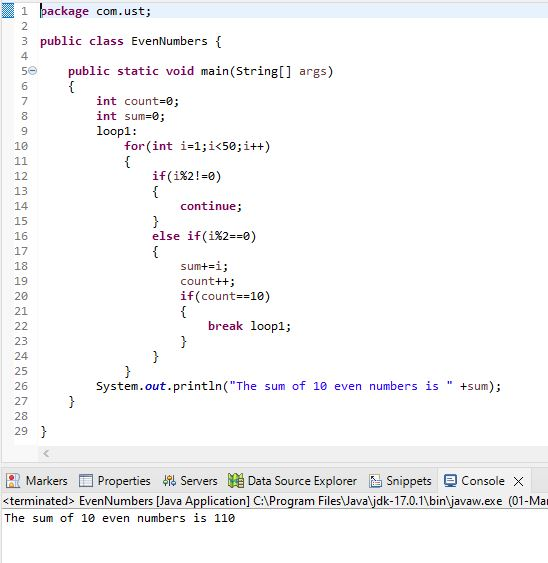 1 package com.ust;
2
3 public class EvenNumbers {
4
5 public static void main(String[] args)
6 {
7 int count=0;
8 int sum=0;
9 loop1:
10 for(int i=1;i<50;i++)
11 {
12 if(i%2!=0)
13 {
14 continue;
15 }
16 else if(i%2==0)
17 {
18 sum+=i;
19 count++;
20 if(count==10)
21 {
22 break loop1;
23 }
24 }
25 }
26 System.out.println("The sum of 10 even numbers is " +sum);
27 }
28
29 }
Markers Properties Servers Data Source Explorer Snippets Console
<terminated> EvenNumbers [Java Application] C:\Program Files\Java\jdk-17.0.1\bin\javaw.exe (01-Mar
The sum of 10 even numbers is 110